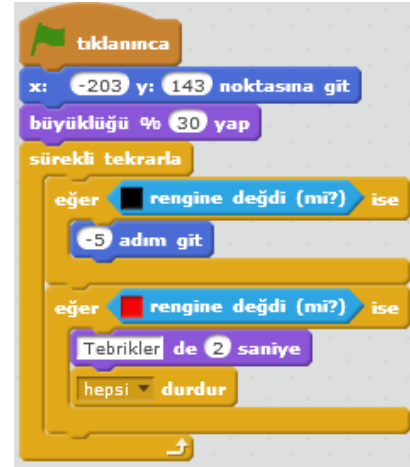 tıklanınca
x: -203 y: 143 noktasına git
büyüklüğü % 30 yap
sürekli tekrarla
eğer rengine değdi (mi?) ise
-5 adım git
eğer rengine değdi (mi?) ise
Tebrikler de 2 saniye
hepsi durdur